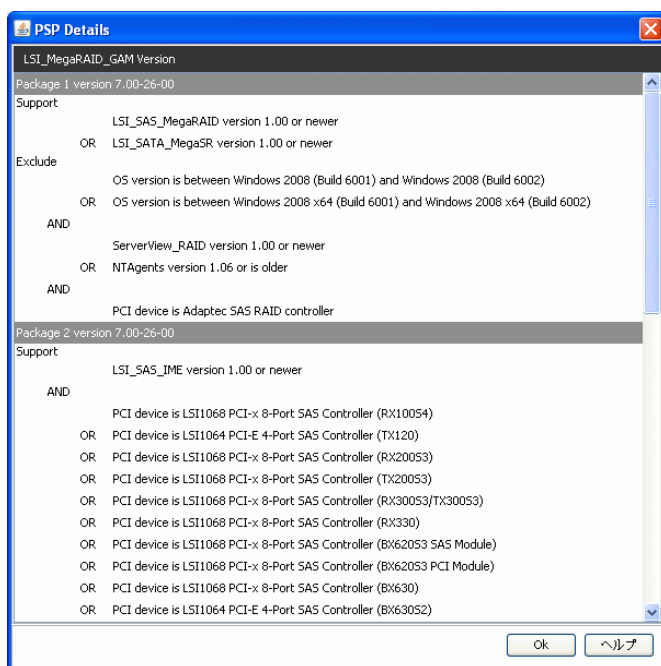 PSP Details
LSI_MegaRAID_GAM Version
Package 1 version 7.00-26-00
Support
LSI_SAS_MegaRAID version 1.00 or newer
OR LSI_SATA_MegaSR version 1.00 or newer
Exclude
OS version is between Windows 2008 (Build 6001) and Windows 2008 (Build 6002)
OR OS version is between Windows 2008 x64 (Build 6001) and Windows 2008 x64 (Build 6002)
AND
ServerView_RAID version 1.00 or newer
OR NTAgents version 1.06 or is older
AND
PCI device is Adaptec SAS RAID controller
Package 2 version 7.00-26-00
Support
LSI_SAS_IME version 1.00 or newer
AND
PCI device is LSI1068 PCI-x 8-Port SAS Controller (RX100S4)
OR PCI device is LSI1064 PCI-E 4-Port SAS Controller (TX120)
OR PCI device is LSI1068 PCI-x 8-Port SAS Controller (RX200S3)
OR PCI device is LSI1068 PCI-x 8-Port SAS Controller (TX200S3)
OR PCI device is LSI1068 PCI-x 8-Port SAS Controller (RX300S3/TX300S3)
OR PCI device is LSI1068 PCI-x 8-Port SAS Controller (RX330)
OR PCI device is LSI1068 PCI-x 8-Port SAS Controller (BX620S3 SAS Module)
OR PCI device is LSI1068 PCI-x 8-Port SAS Controller (BX620S3 PCI Module)
OR PCI device is LSI1068 PCI-x 8-Port SAS Controller (BX630)
OR PCI device is LSI1064 PCI-E 4-Port SAS Controller (BX630S2)
Ok ヘルプ